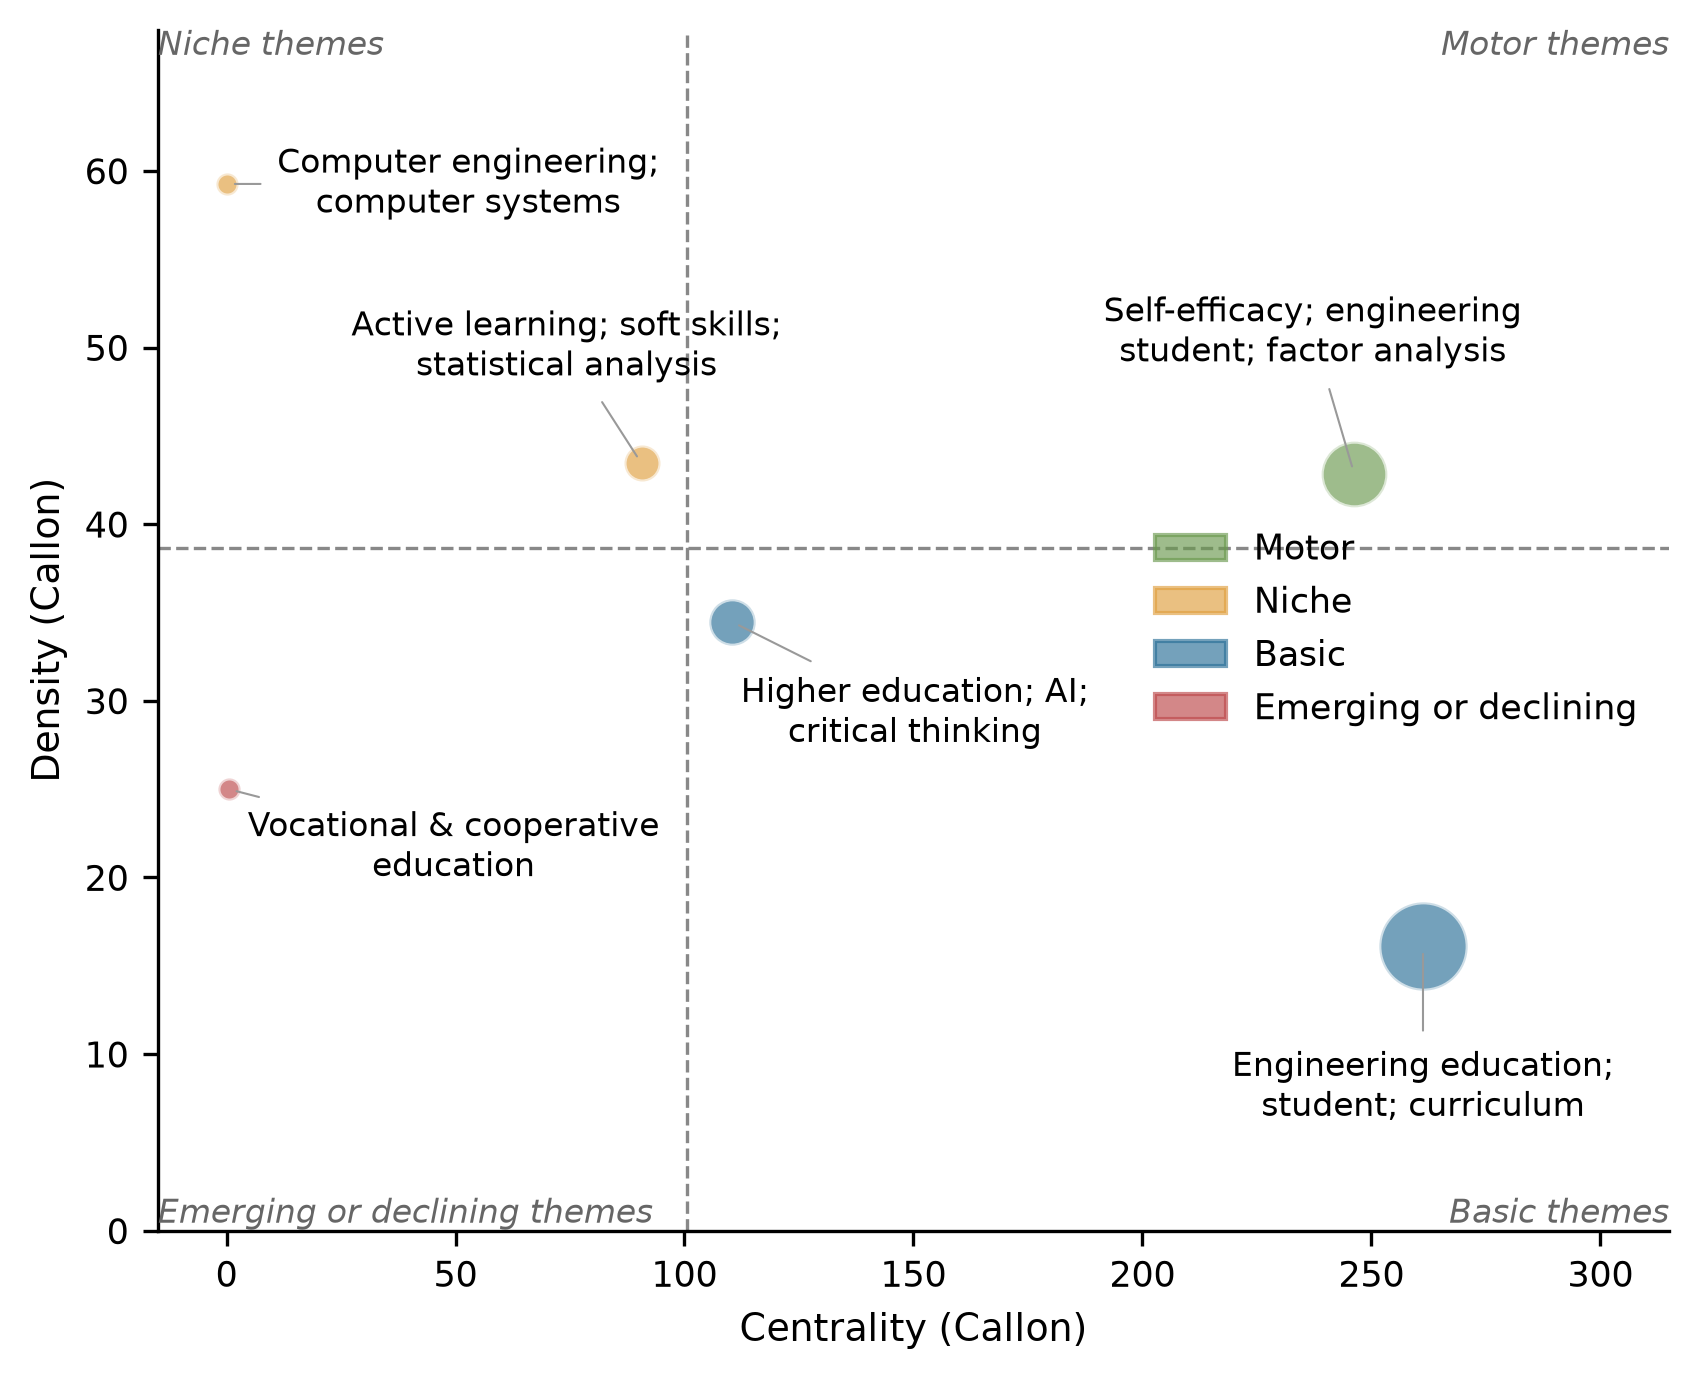 Niche themes
Motor themes
Computer engineering;
computer systems
Active learning; soft skills;
statistical analysis
Self-efficacy; engineering
student; factor analysis
Motor
Niche
Basic
Emerging or declining
Higher education; AI;
critical thinking
Vocational & cooperative
education
Engineering education;
student; curriculum
Emerging or declining themes
Basic themes
Density (Callon)
60
50
40
30
20
10
0
0 50 100 150 200 250 300
Centrality (Callon)